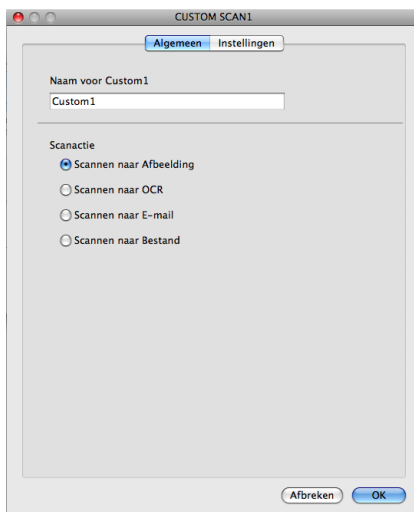 CUSTOM SCAN1
Algemeen Instellingen
Naam voor Custom1
Custom1
Scanactie
Scannen naar Afbeelding
Scannen naar OCR
Scannen naar E-mail
Scannen naar Bestand
Afbreken OK